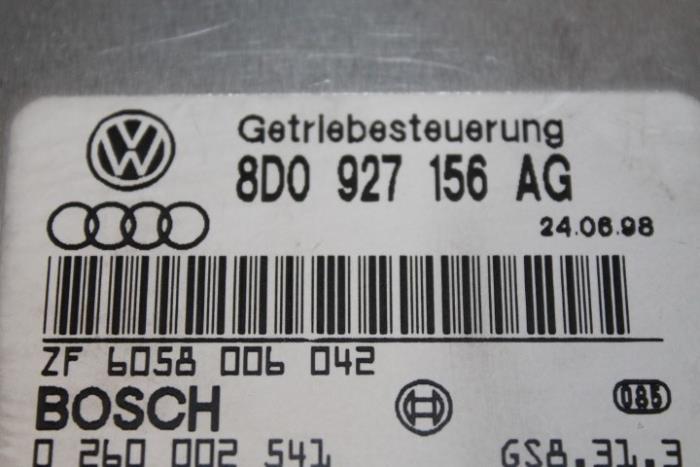 Getriebesteuerung
8D0 927 156 AG
24.06.98
ZF 6058 006 042
BOSCH
085
0 260 002 541
GS8.31.3